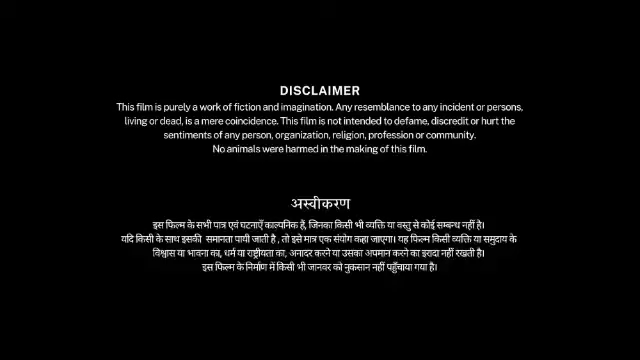 DISCLAIMER
This film is purely a work of fiction and imagination. Any resemblance to any incident or persons,
living or dead, is a mere coincidence. This film is not intended to defame, discredit or hurt the
sentiments of any person, organization, religion, profession or community.
No animals were harmed in the making of this film.
अस्वीकरण
इस फिल्म के सभी पात्र एवं घटनाएँ काल्पनिक हैं, जिनका किसी भी व्यक्ति या वस्तु से कोई सम्बन्ध नहीं है।
यदि किसी के साथ इसकी समानता पायी जाती है , तो इसे मात्र एक संयोग कहा जाएगा। यह फिल्म किसी व्यक्ति या समुदाय के
विश्वास या भावना का, धर्म या राष्ट्रीयता का, अनादर करने या उसका अपमान करने का इरादा नहीं रखती है।
इस फिल्म के निर्माण में किसी भी जानवर को नुकसान नहीं पहुँचाया गया है।